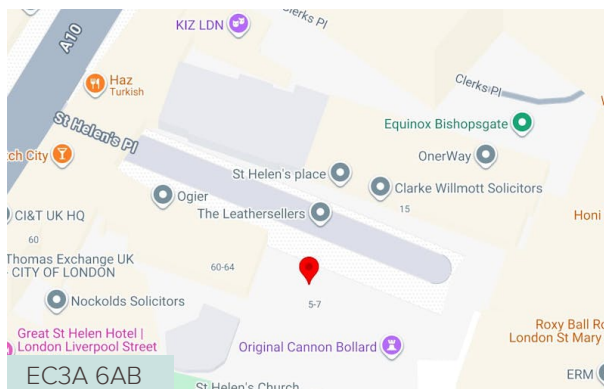 KIZ LDN
Clerks Pl
A10
Haz
Turkish
Clerks Pl
St Helen's Pl
Equinox Bishopsgate
OnerWay
St Helen's place
Clarke Willmott Solicitors
Ogier
The Leathersellers
15
CI&T UK HQ
Honi
60
Thomas Exchange UK
CITY OF LONDON
60-64
5-7
Nockolds Solicitors
Great St Helen Hotel |
London Liverpool Street
Original Cannon Bollard
Roxy Ball Ro
London St Mary
EC3A 6AB
St Helen's Church
ERM